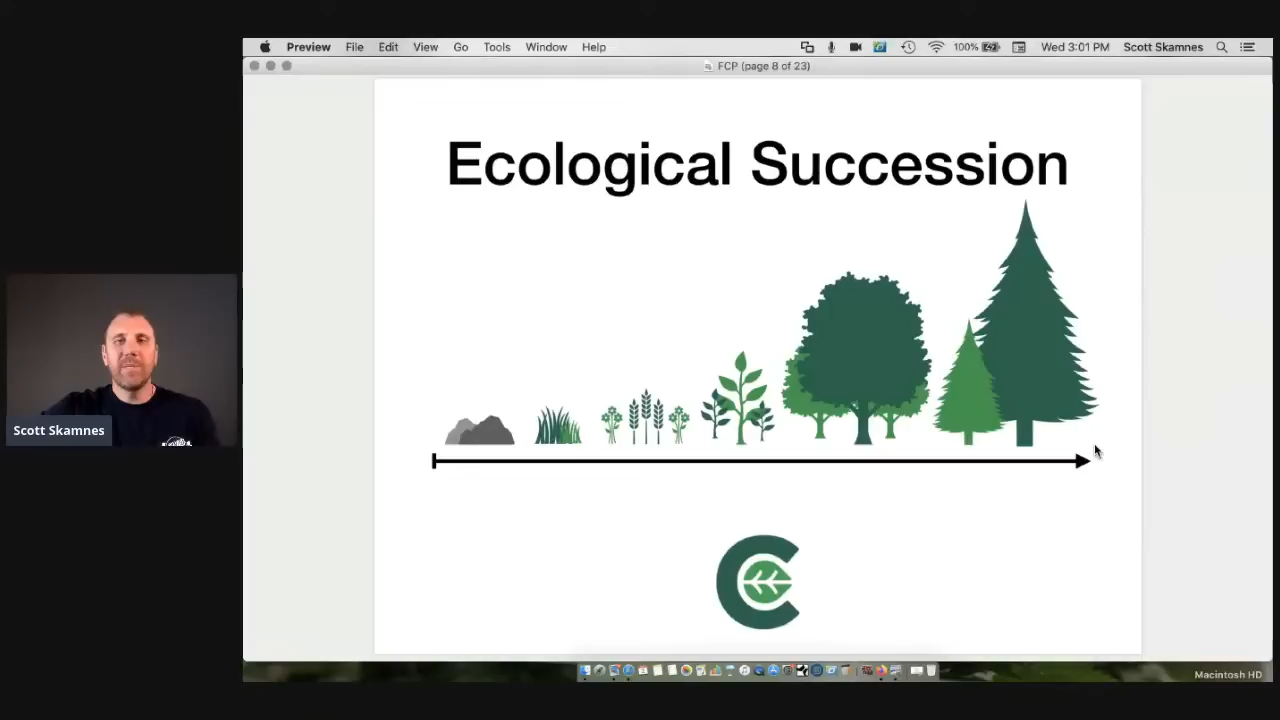 Preview File Edit View Go Tools Window Help 100% Wed 3:01 PM Scott Skamnes
FCP (page 8 of 23)
Ecological Succession
Scott Skamnes
Macintosh HD